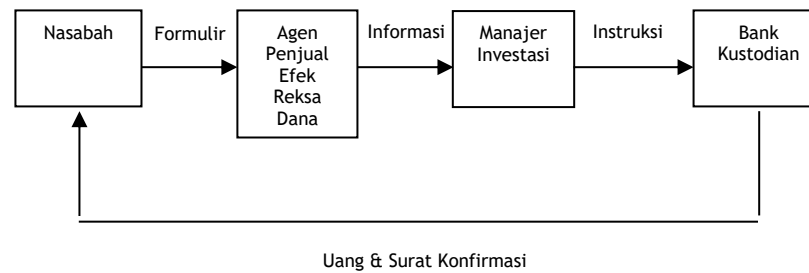 Nasabah
Formulir
Agen
Penjual
Efek
Reksa
Dana
Informasi
Manajer
Investasi
Instruksi
Bank
Kustodian
Uang & Surat Konfirmasi